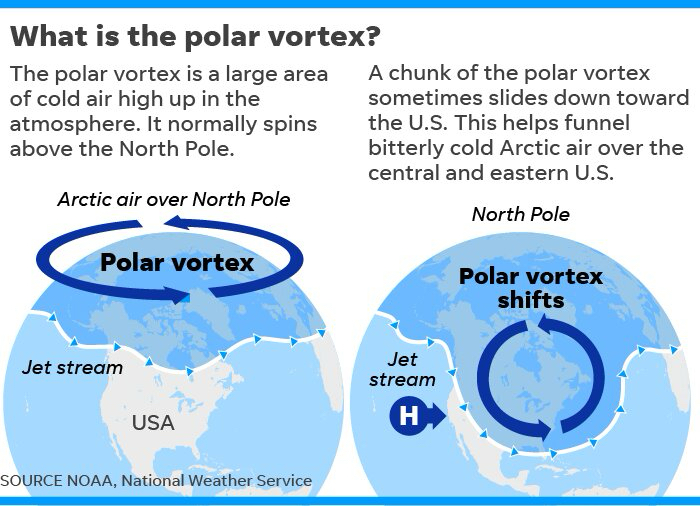 What is the polar vortex?
The polar vortex is a large area
of cold air high up in the
atmosphere. It normally spins
above the North Pole.
Arctic air over North Pole
Polar vortex
Jet stream
USA
A chunk of the polar vortex
sometimes slides down toward
the U.S. This helps funnel
bitterly cold Arctic air over the
central and eastern U.S.
North Pole
Polar vortex
shifts
Jet
stream
H
SOURCE NOAA, National Weather Service